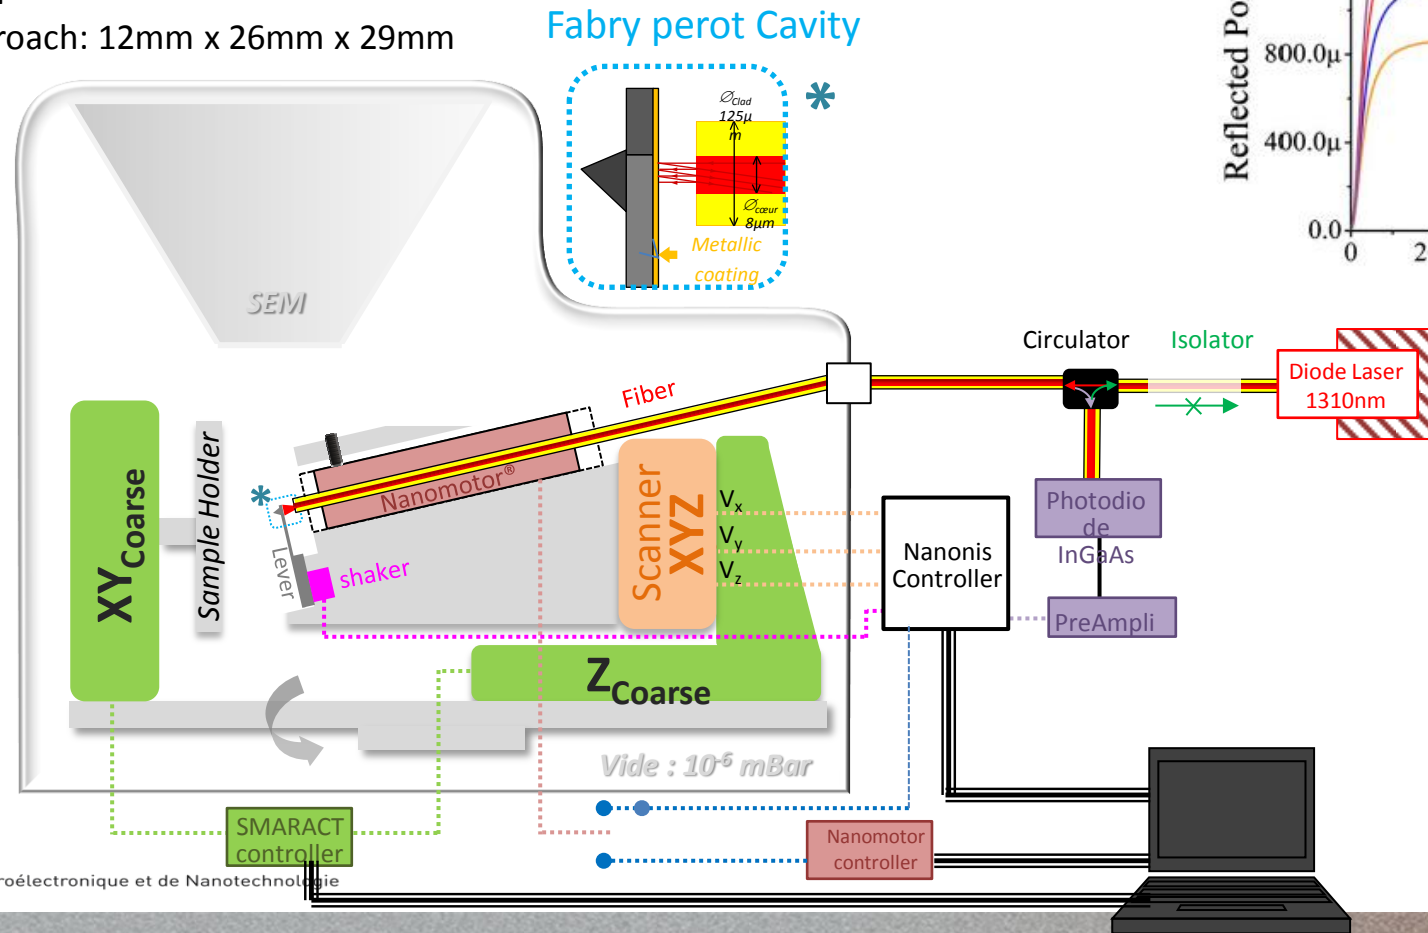 roach: 12mm x 26mm x 29mm
Fabry perot Cavity
*
∅Clad
125µ
m
∅cœur
8µm
Metallic
coating
Reflected Po
800.0µ
400.0µ
0.0
0
2
SEM
Circulator
Isolator
Diode Laser
1310nm
Fiber
Nanomotor®
*
XYCoarse
Sample Holder
Lever
shaker
Scanner
XYZ
Vx
Vy
Vz
Nanonis
Controller
Photodio
de
InGaAs
PreAmpli
ZCoarse
Vide : 10-6 mBar
SMARACT
controller
Nanomotor
controller
roélectronique et de Nanotechnologie